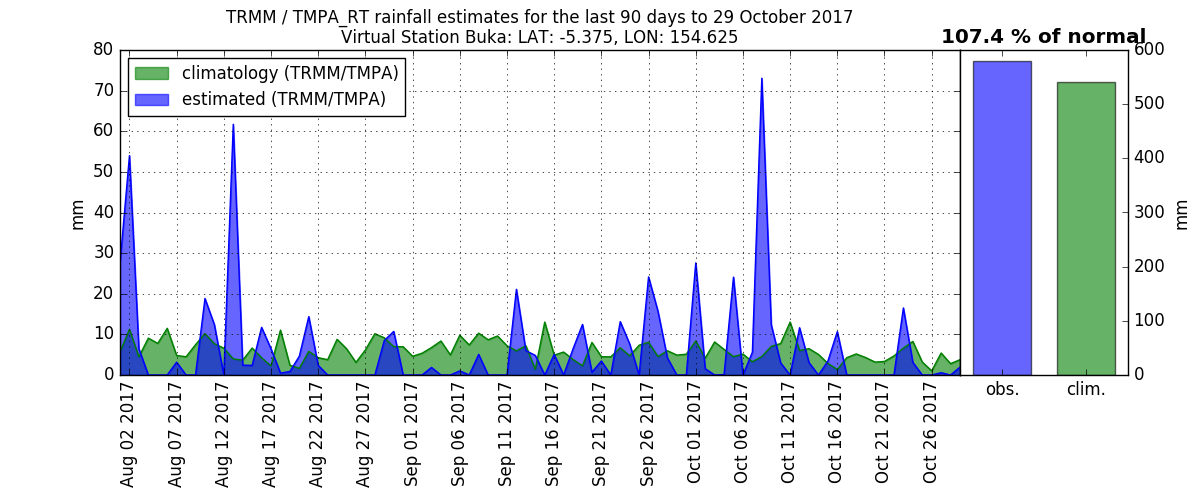 TRMM / TMPA_RT rainfall estimates for the last 90 days to 29 October 2017
Virtual Station Buka: LAT: -5.375, LON: 154.625
107.4 % of normal
climatology (TRMM/TMPA)
estimated (TRMM/TMPA)
80
70
60
50
40
30
20
10
0
mm
Aug 02 2017
Aug 07 2017
Aug 12 2017
Aug 17 2017
Aug 22 2017
Aug 27 2017
Sep 01 2017
Sep 06 2017
Sep 11 2017
Sep 16 2017
Sep 21 2017
Sep 26 2017
Oct 01 2017
Oct 06 2017
Oct 11 2017
Oct 16 2017
Oct 21 2017
Oct 26 2017
obs.
clim.
600
500
400
300
200
100
0
mm